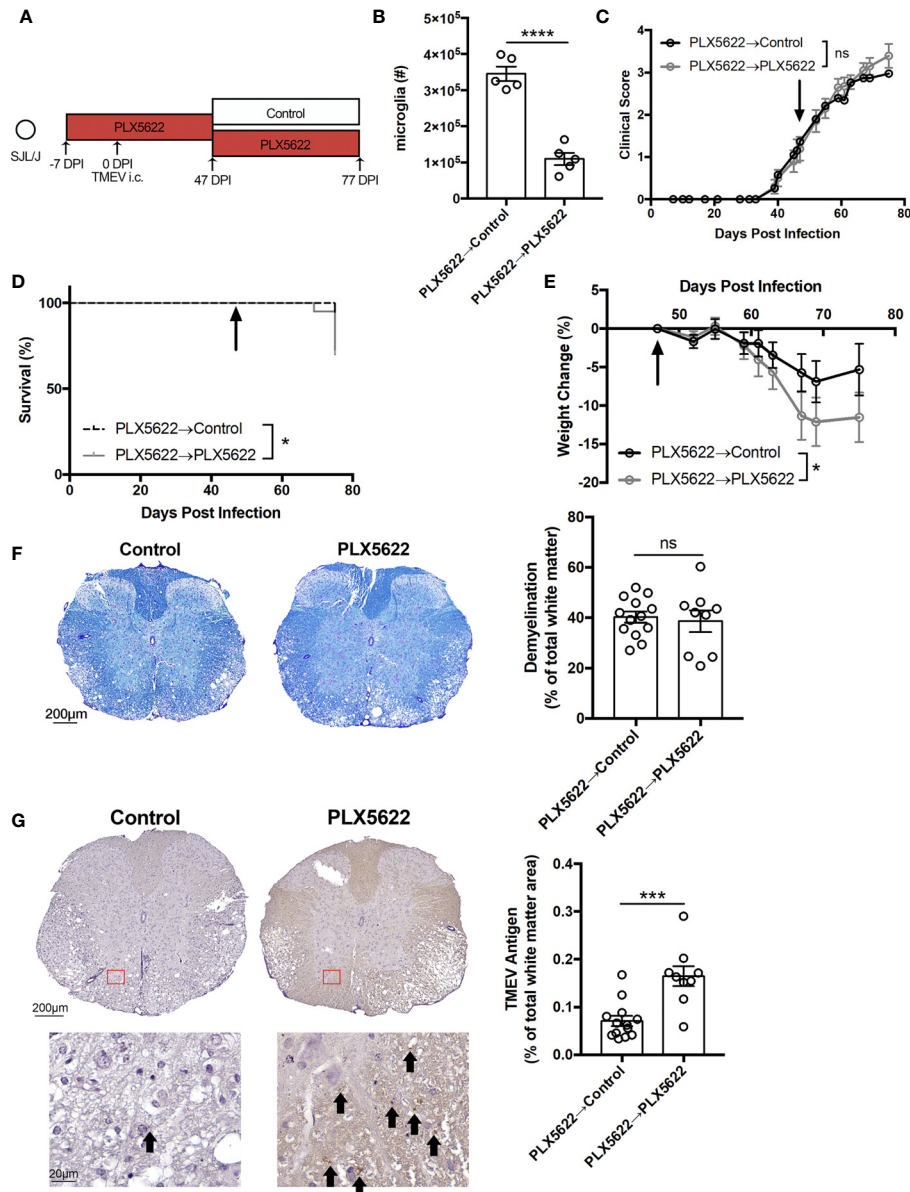 A
PLX5622
Control
PLX5622
SJL/J
-7 DPI
0 DPI
TMEV i.c.
47 DPI
77 DPI
B
microglia (#)
5×10⁵
4×10⁵
3×10⁵
2×10⁵
1×10⁵
0
****
PLX5622→Control
PLX5622→PLX5622
C
Clinical Score
4
3
2
1
0
PLX5622→Control
PLX5622→PLX5622
ns
0
20
40
60
80
Days Post Infection
D
Survival (%)
100
50
0
PLX5622→Control
PLX5622→PLX5622
*
0
20
40
60
80
Days Post Infection
E
Days Post Infection
50
60
70
80
Weight Change (%)
5
0
-5
-10
-15
-20
PLX5622→Control
PLX5622→PLX5622
*
F
Control
PLX5622
200μm
Demyelination
(% of total white matter)
80
60
40
20
0
ns
PLX5622→Control
PLX5622→PLX5622
G
Control
PLX5622
200μm
20μm
TMEV Antigen
(% of total white matter area)
0.4
0.3
0.2
0.1
0.0
***
PLX5622→Control
PLX5622→PLX5622